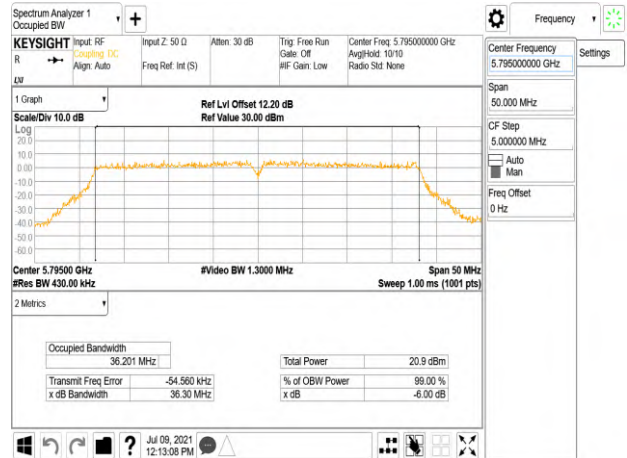 Spectrum Analyzer 1
Occupied BW
Frequency
KEYSIGHT
R
LXI
Input: RF
Coupling: DC
Align: Auto
Input Z: 50 Ω
Freq Ref: Int (S)
Atten: 30 dB
Trig: Free Run
Gate: Off
#IF Gain: Low
Center Freq: 5.795000000 GHz
Avg|Hold: 10/10
Radio Std: None
Center Frequency
5.795000000 GHz
Settings
Span
50.000 MHz
CF Step
5.000000 MHz
Auto
Man
Freq Offset
0 Hz
1 Graph
Scale/Div 10.0 dB
Ref Lvl Offset 12.20 dB
Ref Value 30.00 dBm
Log
20.0
10.0
0.00
-10.0
-20.0
-30.0
-40.0
-50.0
-60.0
Center 5.79500 GHz
#Video BW 1.3000 MHz
Span 50 MHz
#Res BW 430.00 kHz
Sweep 1.00 ms (1001 pts)
2 Metrics
Occupied Bandwidth
36.201 MHz
Total Power 20.9 dBm
Transmit Freq Error -54.560 kHz
% of OBW Power 99.00 %
x dB Bandwidth 36.30 MHz
x dB -6.00 dB
?
Jul 09, 2021
12:13:08 PM